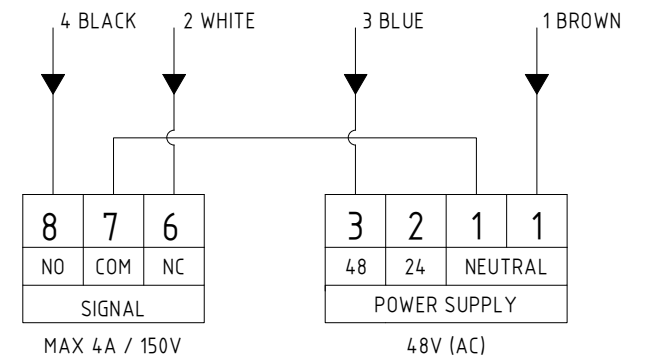 4 BLACK 2 WHITE 3 BLUE 1 BROWN
8 7 6 3 2 1 1
NO COM NC 48 24 NEUTRAL
SIGNAL POWER SUPPLY
MAX 4A / 150V 48V (AC)